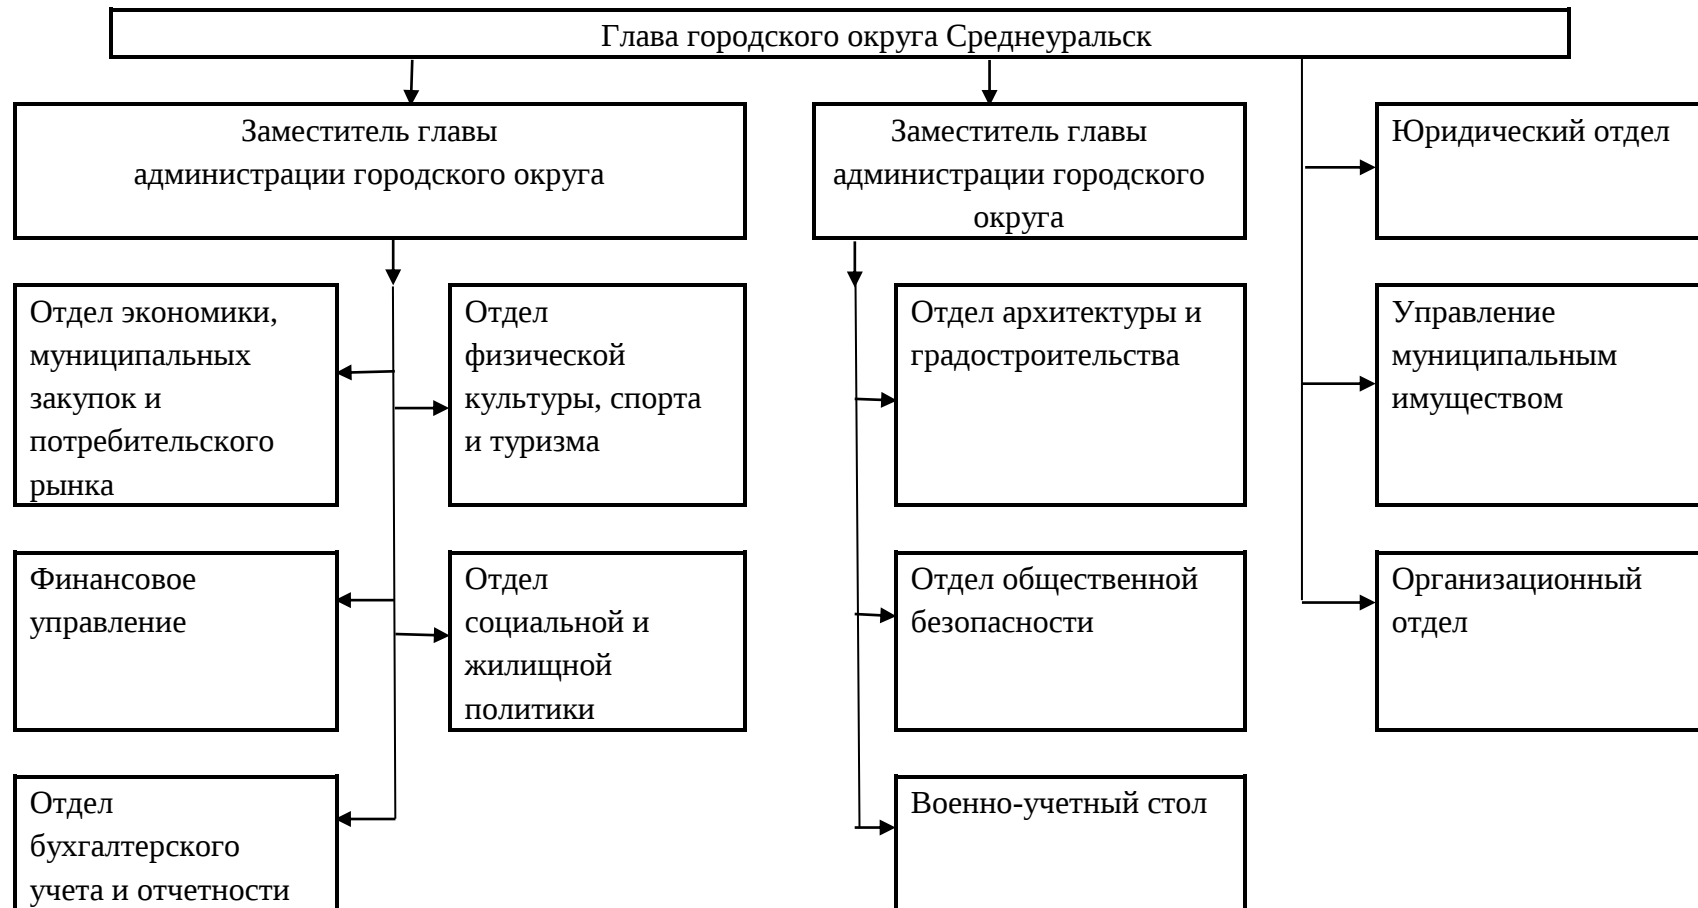 Глава городского округа Среднеуральск
Заместитель главы
администрации городского округа
Заместитель главы
администрации городского
округа
Юридический отдел
Отдел экономики,
муниципальных
закупок и
потребительского
рынка
Отдел
физической
культуры, спорта
и туризма
Отдел архитектуры и
градостроительства
Управление
муниципальным
имуществом
Финансовое
управление
Отдел
социальной и
жилищной
политики
Отдел общественной
безопасности
Организационный
отдел
Отдел
бухгалтерского
учета и отчетности
Военно-учетный стол